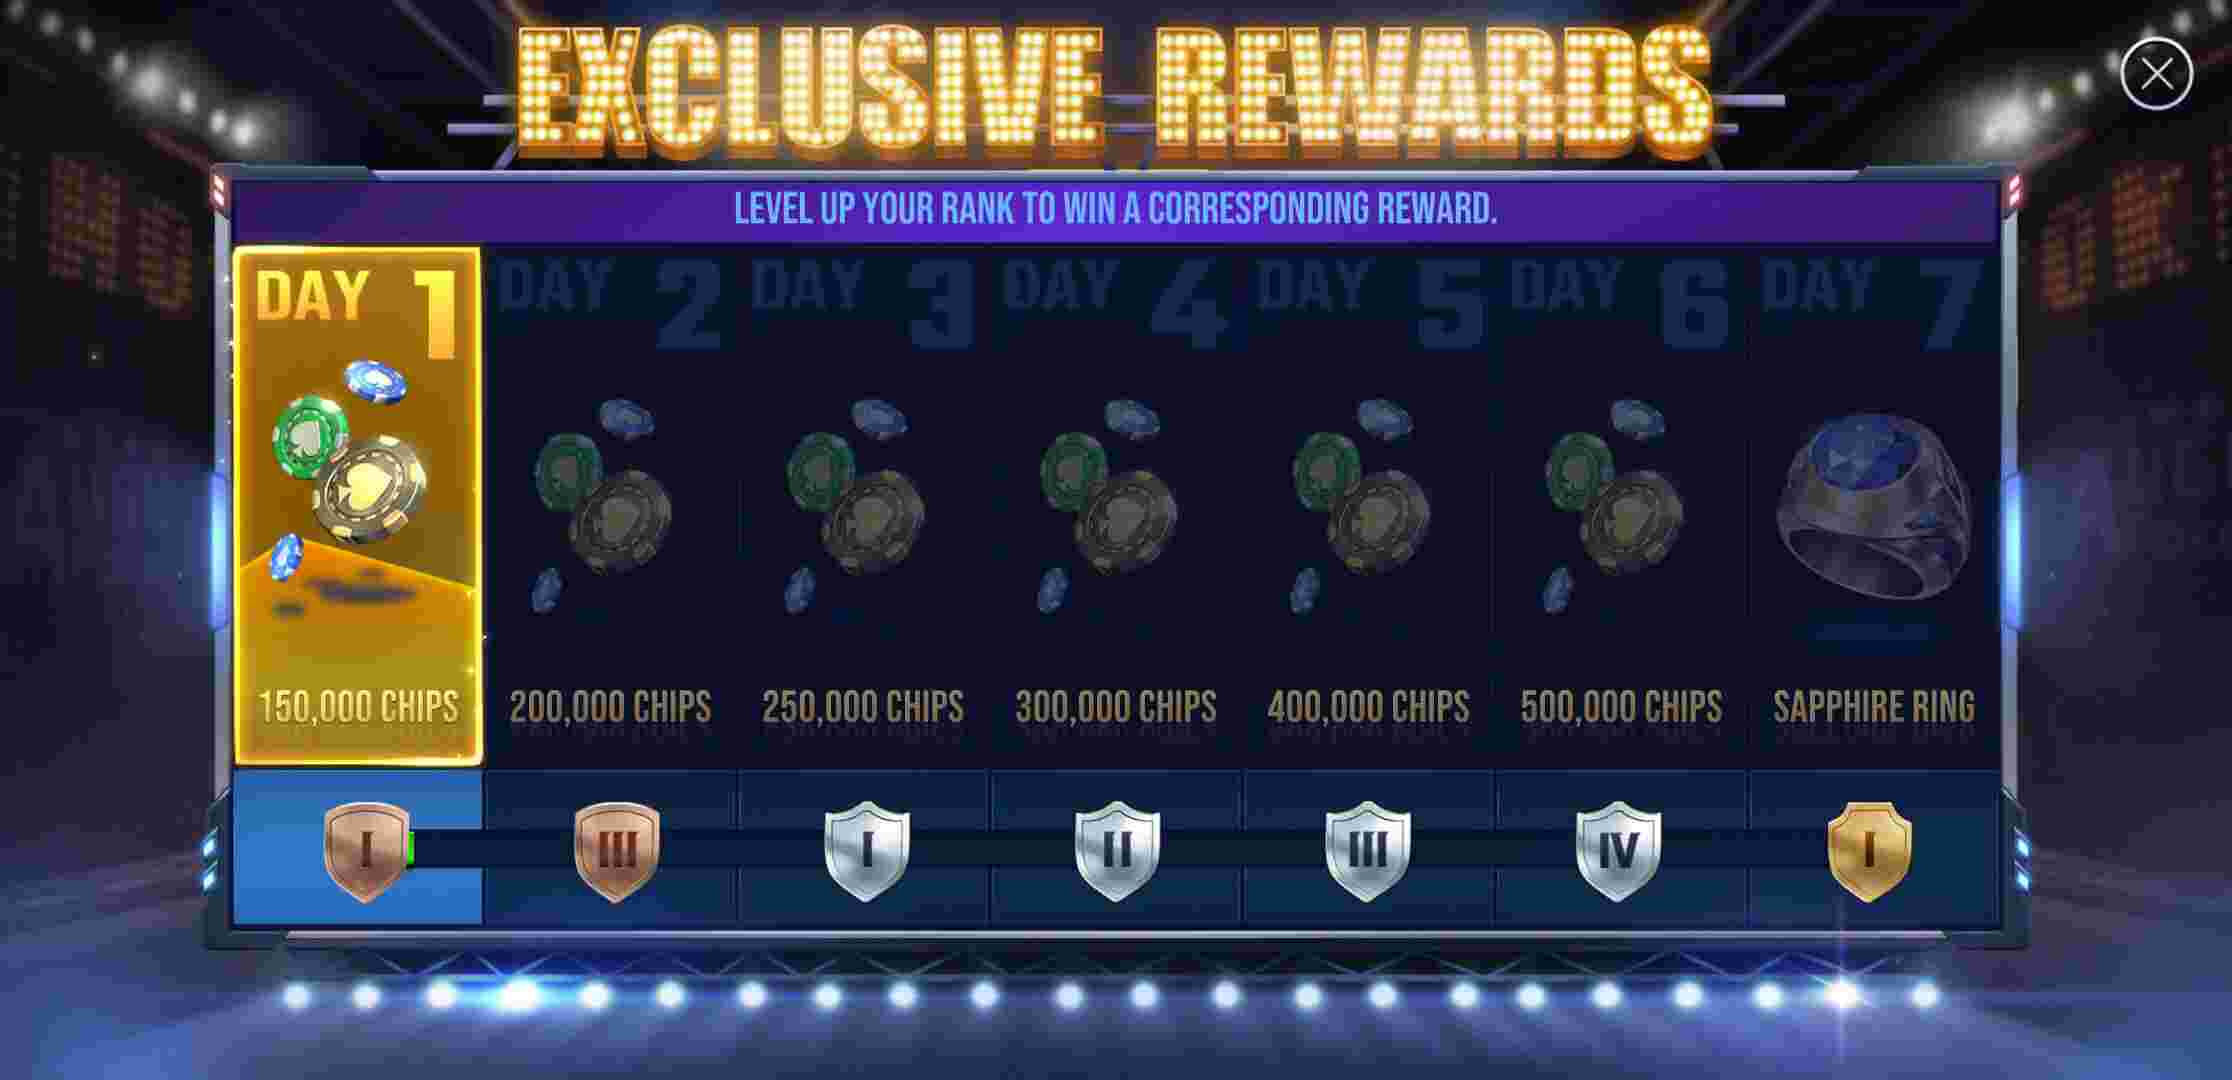 EXCLUSIVE REWARDS
LEVEL UP YOUR RANK TO WIN A CORRESPONDING REWARD.
DAY 1
DAY 2
DAY 3
DAY 4
DAY 5
DAY 6
DAY 7
150,000 CHIPS
200,000 CHIPS
250,000 CHIPS
300,000 CHIPS
400,000 CHIPS
500,000 CHIPS
SAPPHIRE RING
I
III
I
II
III
IV
I